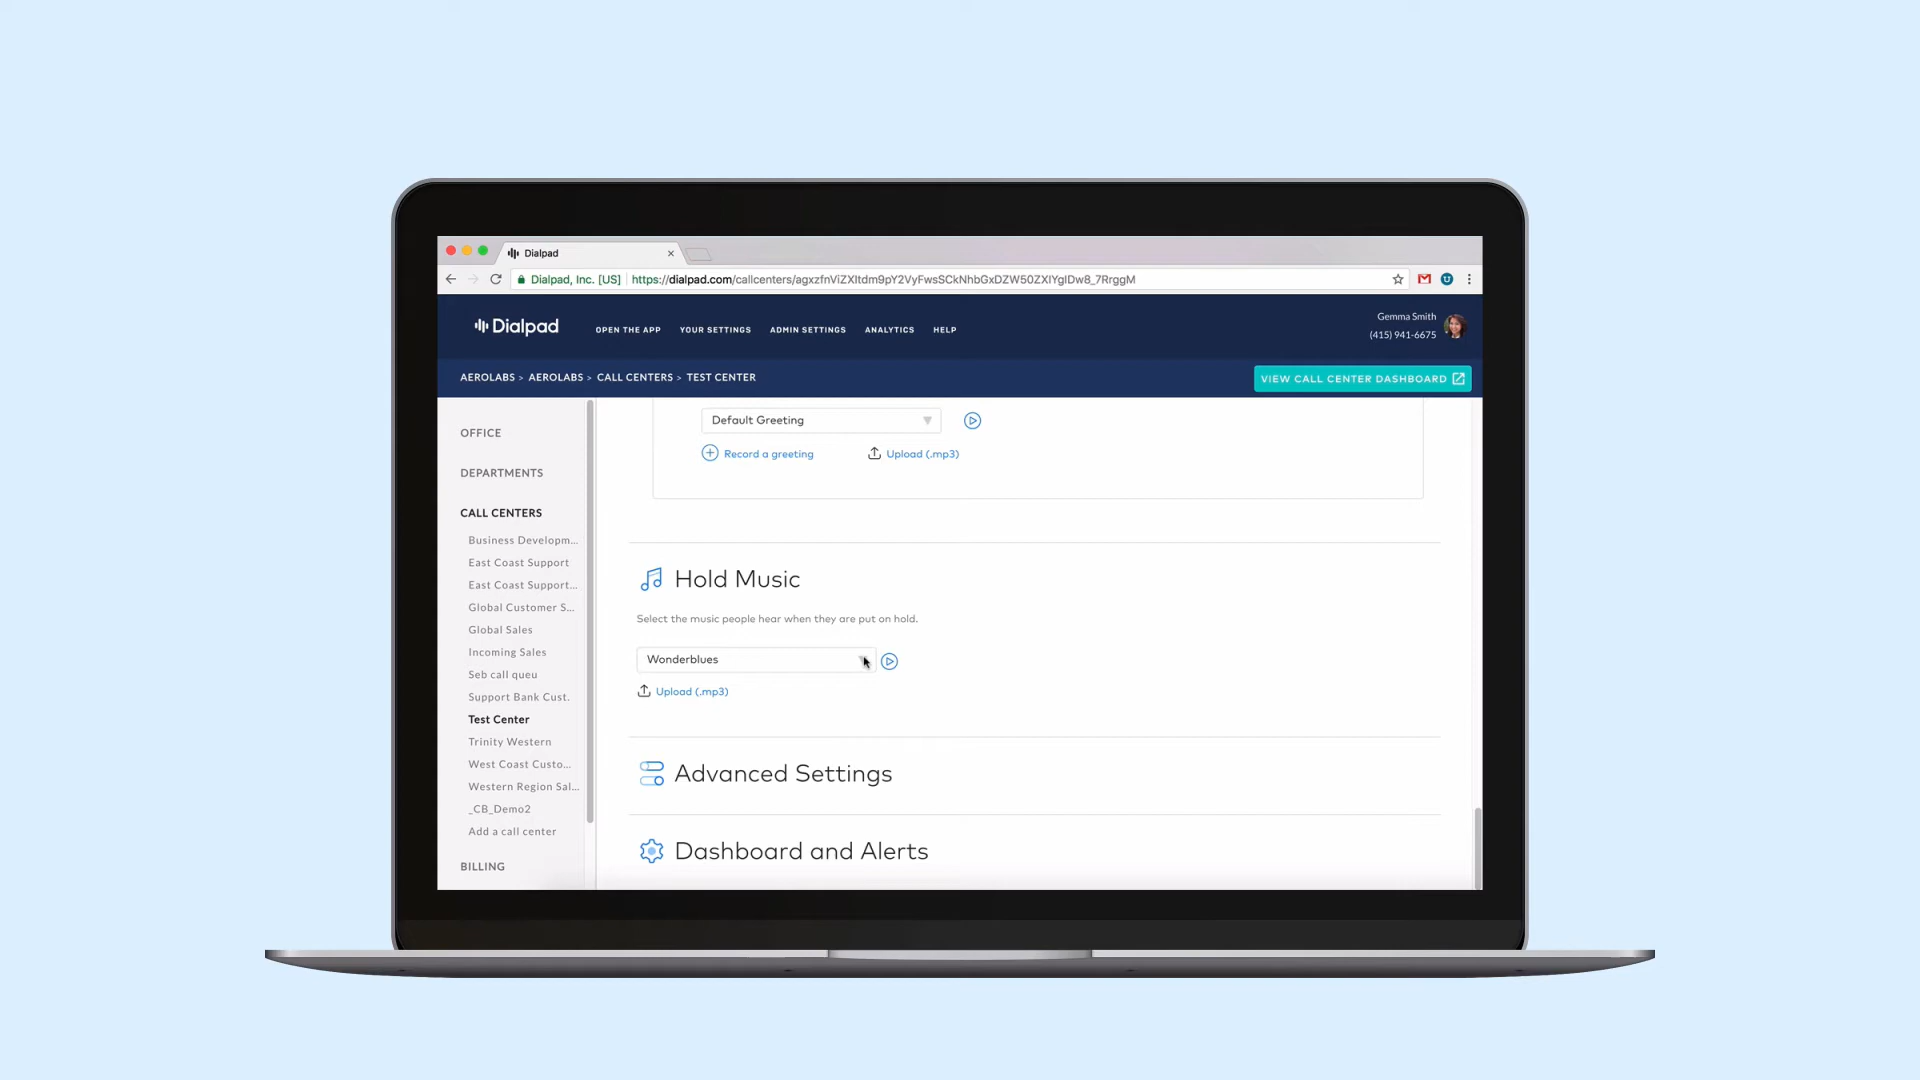 Dialpad
Dialpad, Inc. [US] https://dialpad.com/callcenters/agxzfnViZXItdm9pY2VyFwsSCkNhbGxDZW50ZXIYgIDw8_7RrggM
Dialpad OPEN THE APP YOUR SETTINGS ADMIN SETTINGS ANALYTICS HELP
Gemma Smith
(415) 941-6675
AEROLABS > AEROLABS > CALL CENTERS > TEST CENTER
VIEW CALL CENTER DASHBOARD
OFFICE
DEPARTMENTS
CALL CENTERS
Business Developm...
East Coast Support
East Coast Support...
Global Customer S...
Global Sales
Incoming Sales
Seb call queu
Support Bank Cust.
Test Center
Trinity Western
West Coast Custo...
Western Region Sal...
_CB_Demo2
Add a call center
BILLING
Default Greeting
Record a greeting Upload (.mp3)
Hold Music
Select the music people hear when they are put on hold.
Wonderblues
Upload (.mp3)
Advanced Settings
Dashboard and Alerts